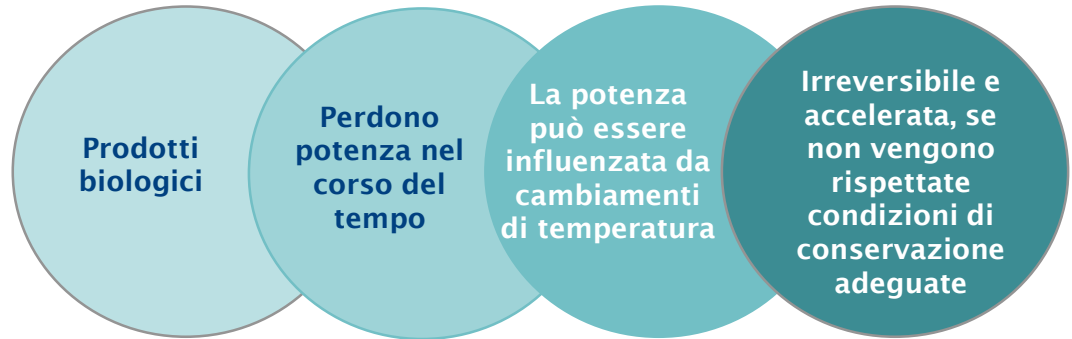 Prodotti
biologici
Perdono
potenza nel
corso del
tempo
La potenza
può essere
influenzata da
cambiamenti
di temperatura
Irreversibile e
accelerata, se
non vengono
rispettate
condizioni di
conservazione
adeguate